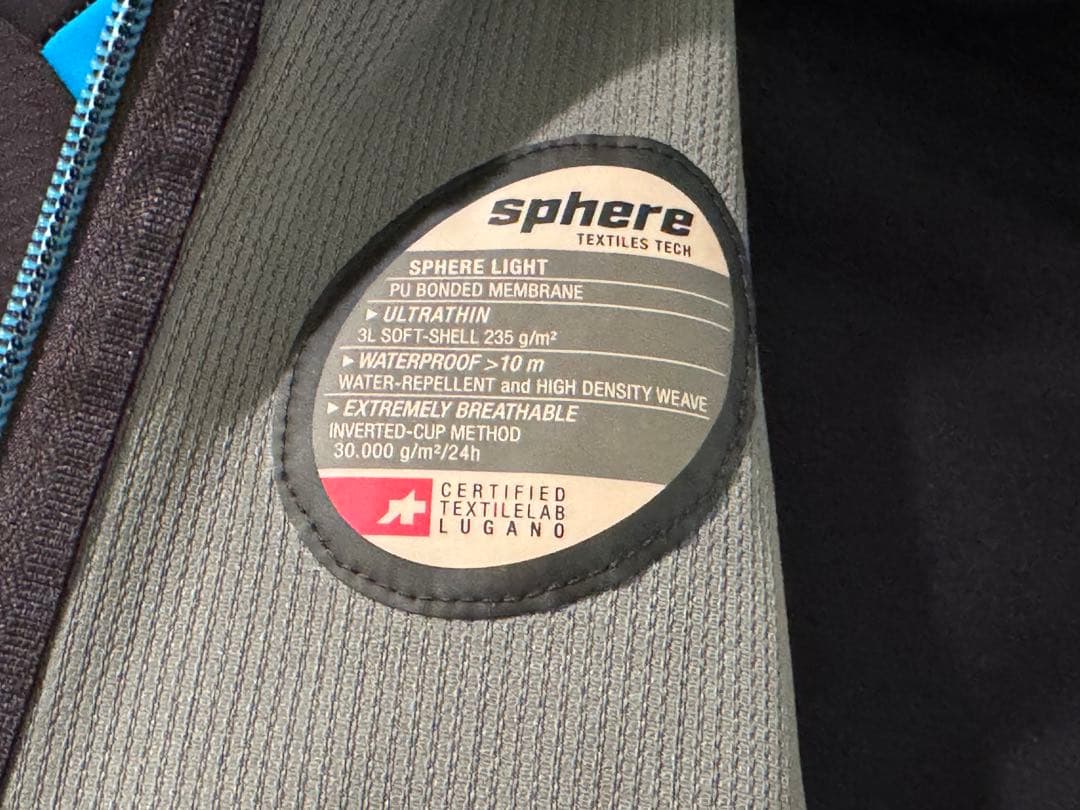 sphere
TEXTILES TECH
SPHERE LIGHT
PU BONDED MEMBRANE
▸ ULTRATHIN
3L SOFT-SHELL 235 g/m²
▸ WATERPROOF >10 m
WATER-REPELLENT and HIGH DENSITY WEAVE
▸ EXTREMELY BREATHABLE
INVERTED-CUP METHOD
30.000 g/m²/24h
CERTIFIED
TEXTILELAB
LUGANO